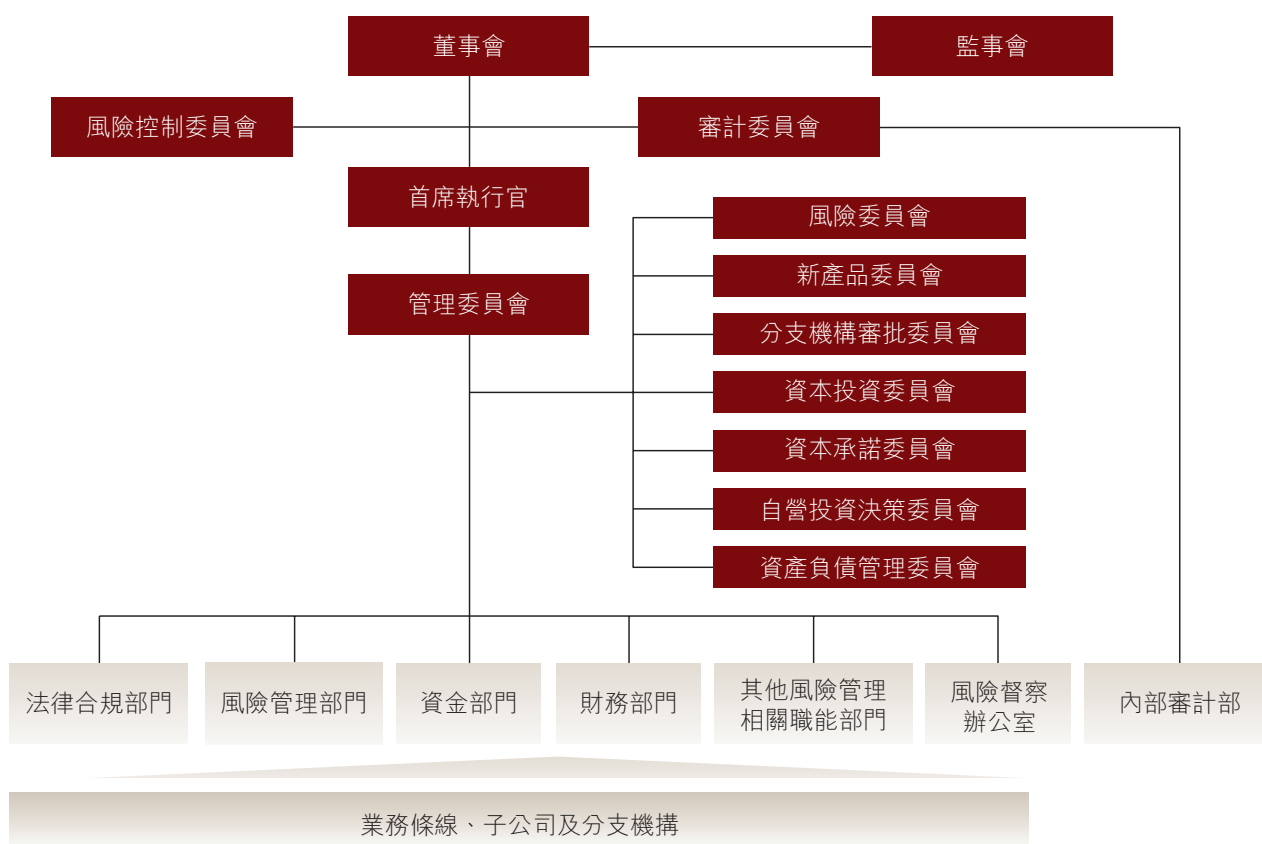 董事會
監事會
風險控制委員會
審計委員會
首席執行官
風險委員會
新產品委員會
管理委員會
分支機構審批委員會
資本投資委員會
資本承諾委員會
自營投資決策委員會
資產負債管理委員會
法律合規部門
風險管理部門
資金部門
財務部門
其他風險管理
相關職能部門
風險督察
辦公室
內部審計部
業務條線、子公司及分支機搆